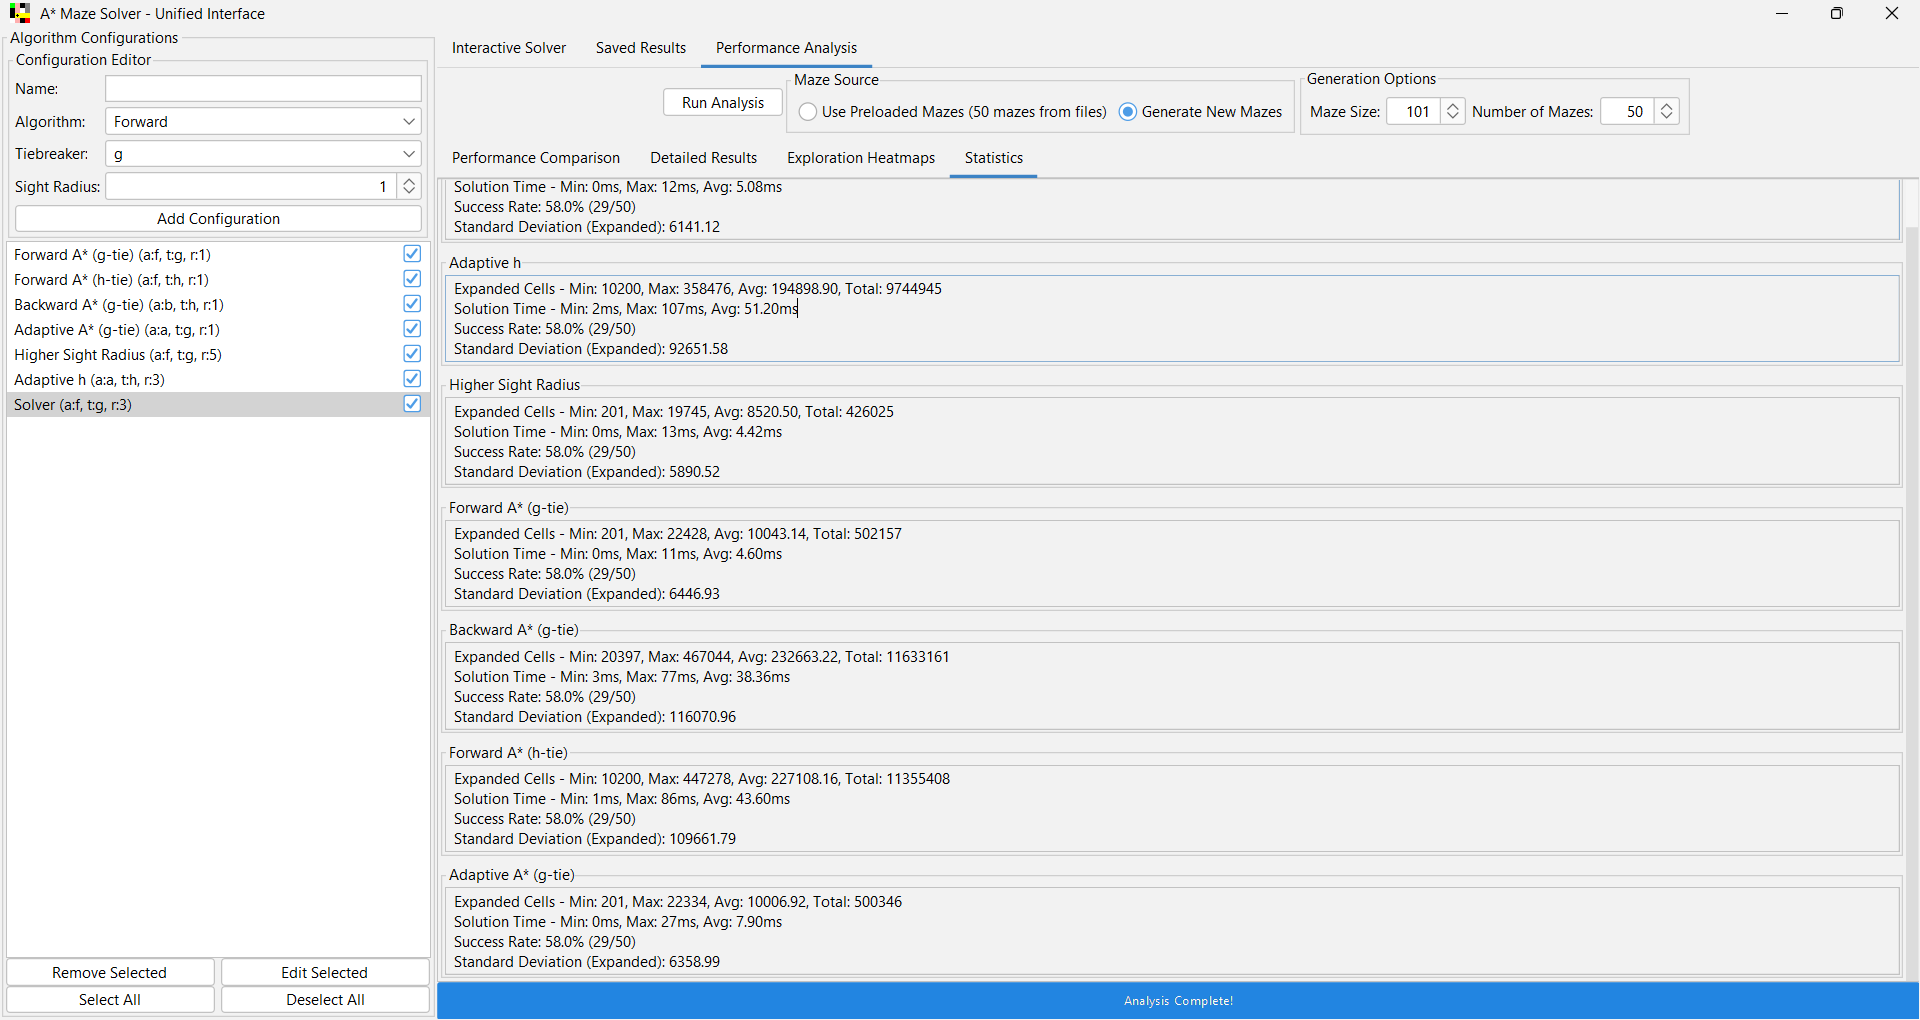 A* Maze Solver - Unified Interface
Algorithm Configurations
Configuration Editor
Name:
Algorithm: Forward
Tiebreaker: g
Sight Radius: 1
Add Configuration
Forward A* (g-tie) (a:f, t:g, r:1)
Forward A* (h-tie) (a:f, t:h, r:1)
Backward A* (g-tie) (a:b, t:h, r:1)
Adaptive A* (g-tie) (a:a, t:g, r:1)
Higher Sight Radius (a:f, t:g, r:5)
Adaptive h (a:a, t:h, r:3)
Solver (a:f, t:g, r:3)
Remove Selected Edit Selected
Select All Deselect All
Interactive Solver Saved Results Performance Analysis
Run Analysis
Maze Source
Use Preloaded Mazes (50 mazes from files) Generate New Mazes
Generation Options
Maze Size: 101 Number of Mazes: 50
Performance Comparison Detailed Results Exploration Heatmaps Statistics
Solution Time - Min: 0ms, Max: 12ms, Avg: 5.08ms
Success Rate: 58.0% (29/50)
Standard Deviation (Expanded): 6141.12
Adaptive h
Expanded Cells - Min: 10200, Max: 358476, Avg: 194898.90, Total: 9744945
Solution Time - Min: 2ms, Max: 107ms, Avg: 51.20ms
Success Rate: 58.0% (29/50)
Standard Deviation (Expanded): 92651.58
Higher Sight Radius
Expanded Cells - Min: 201, Max: 19745, Avg: 8520.50, Total: 426025
Solution Time - Min: 0ms, Max: 13ms, Avg: 4.42ms
Success Rate: 58.0% (29/50)
Standard Deviation (Expanded): 5890.52
Forward A* (g-tie)
Expanded Cells - Min: 201, Max: 22428, Avg: 10043.14, Total: 502157
Solution Time - Min: 0ms, Max: 11ms, Avg: 4.60ms
Success Rate: 58.0% (29/50)
Standard Deviation (Expanded): 6446.93
Backward A* (g-tie)
Expanded Cells - Min: 20397, Max: 467044, Avg: 232663.22, Total: 11633161
Solution Time - Min: 3ms, Max: 77ms, Avg: 38.36ms
Success Rate: 58.0% (29/50)
Standard Deviation (Expanded): 116070.96
Forward A* (h-tie)
Expanded Cells - Min: 10200, Max: 447278, Avg: 227108.16, Total: 11355408
Solution Time - Min: 1ms, Max: 86ms, Avg: 43.60ms
Success Rate: 58.0% (29/50)
Standard Deviation (Expanded): 109661.79
Adaptive A* (g-tie)
Expanded Cells - Min: 201, Max: 22334, Avg: 10006.92, Total: 500346
Solution Time - Min: 0ms, Max: 27ms, Avg: 7.90ms
Success Rate: 58.0% (29/50)
Standard Deviation (Expanded): 6358.99
Analysis Complete!